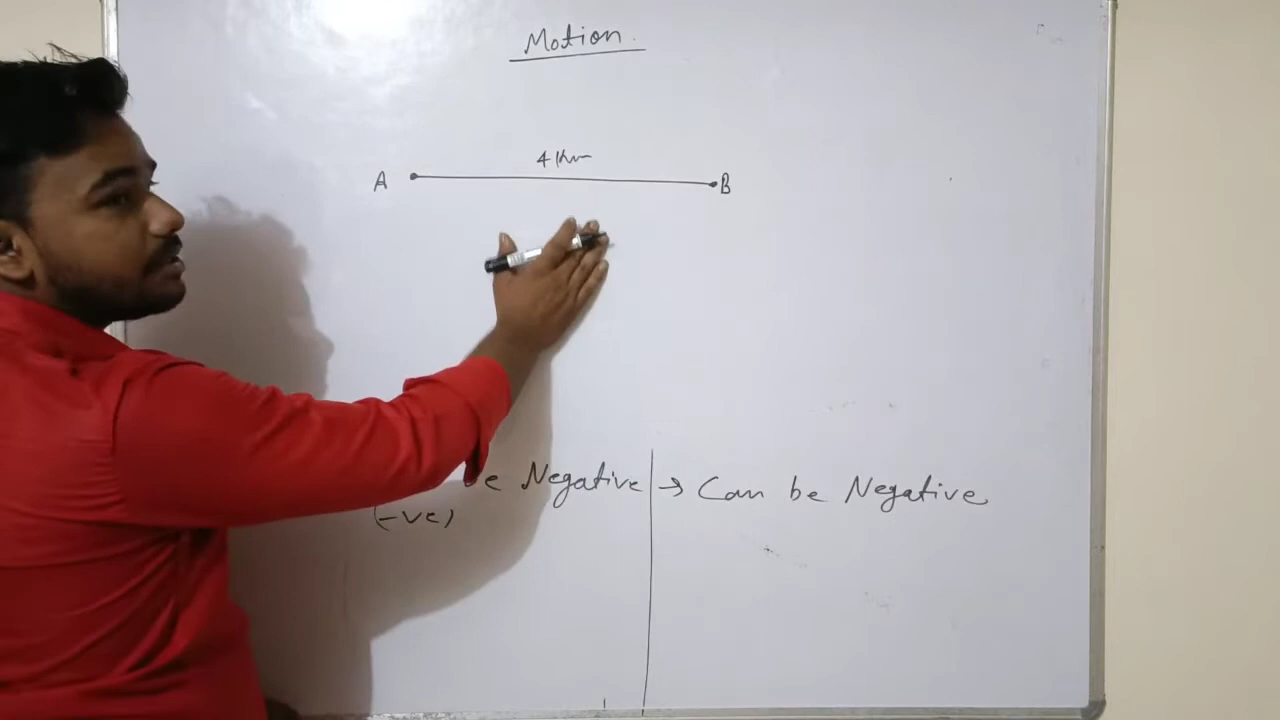 Motion.
4 Km
A B
Negative → Can be Negative
(-ve)